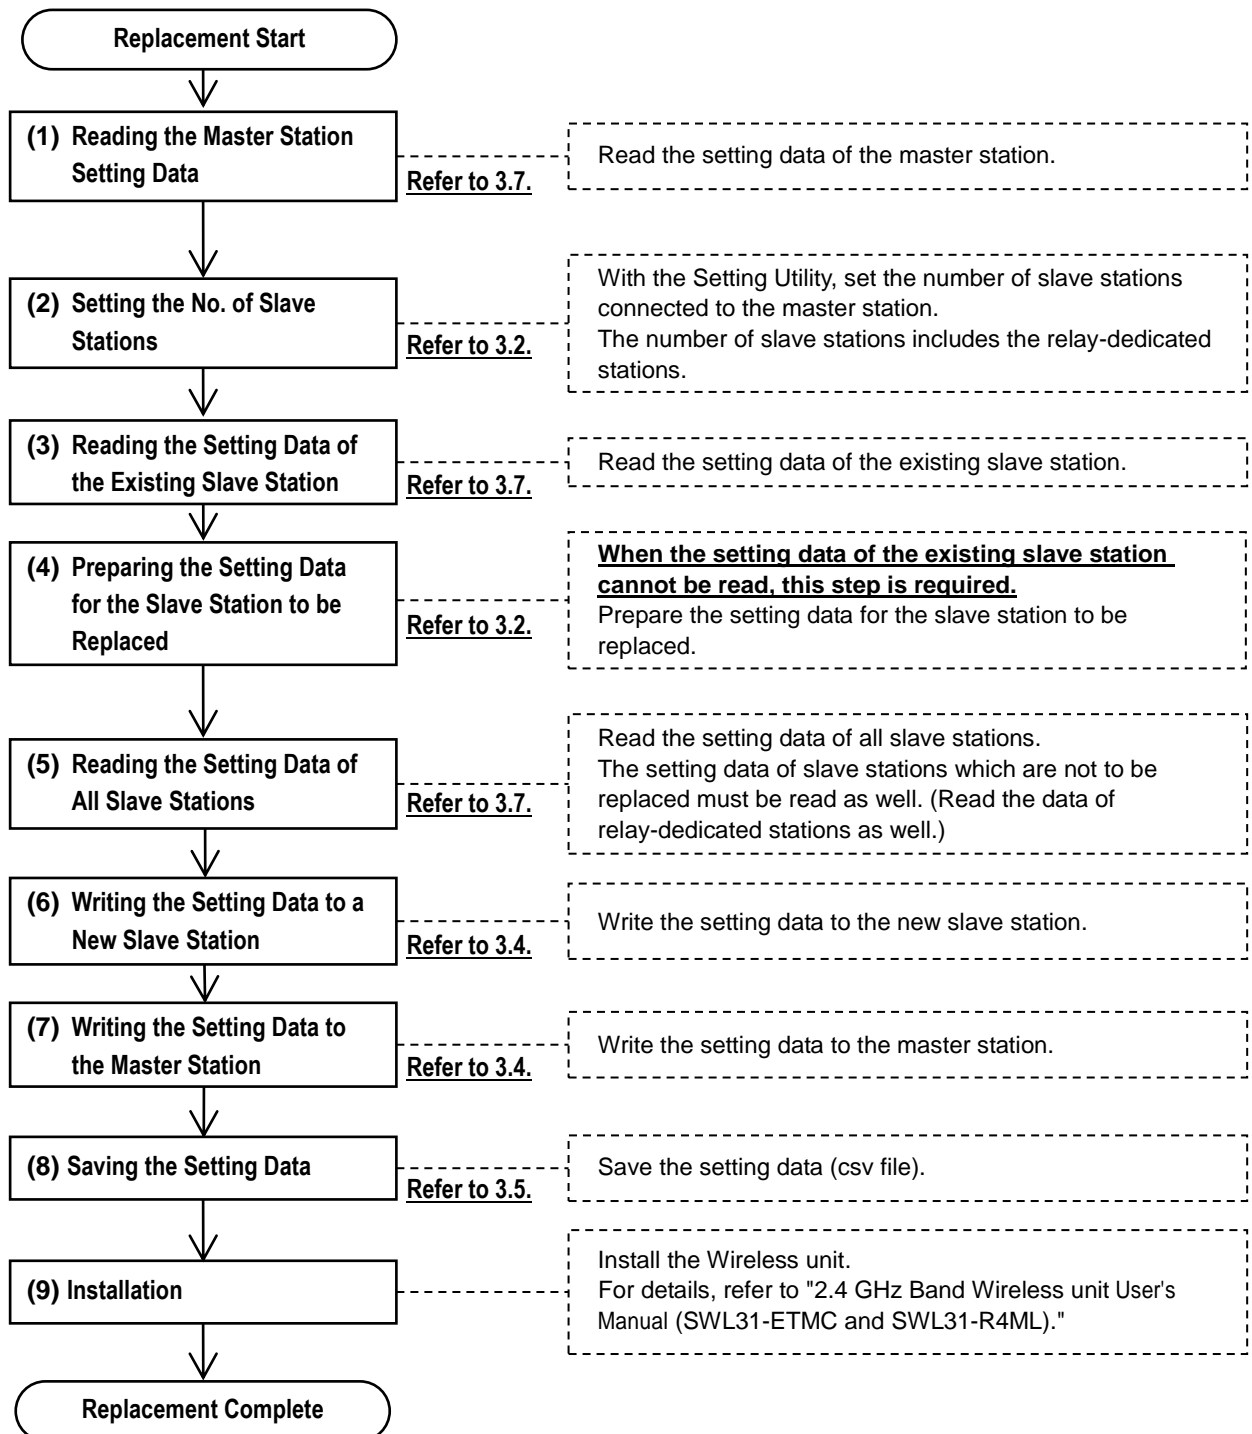 Replacement Start
(1) Reading the Master Station
Setting Data
Refer to 3.7.
Read the setting data of the master station.
(2) Setting the No. of Slave
Stations
Refer to 3.2.
With the Setting Utility, set the number of slave stations
connected to the master station.
The number of slave stations includes the relay-dedicated
stations.
(3) Reading the Setting Data of
the Existing Slave Station
Refer to 3.7.
Read the setting data of the existing slave station.
(4) Preparing the Setting Data
for the Slave Station to be
Replaced
Refer to 3.2.
When the setting data of the existing slave station
cannot be read, this step is required.
Prepare the setting data for the slave station to be
replaced.
(5) Reading the Setting Data of
All Slave Stations
Refer to 3.7.
Read the setting data of all slave stations.
The setting data of slave stations which are not to be
replaced must be read as well. (Read the data of
relay-dedicated stations as well.)
(6) Writing the Setting Data to a
New Slave Station
Refer to 3.4.
Write the setting data to the new slave station.
(7) Writing the Setting Data to
the Master Station
Refer to 3.4.
Write the setting data to the master station.
(8) Saving the Setting Data
Refer to 3.5.
Save the setting data (csv file).
(9) Installation
Install the Wireless unit.
For details, refer to "2.4 GHz Band Wireless unit User's
Manual (SWL31-ETMC and SWL31-R4ML)."
Replacement Complete